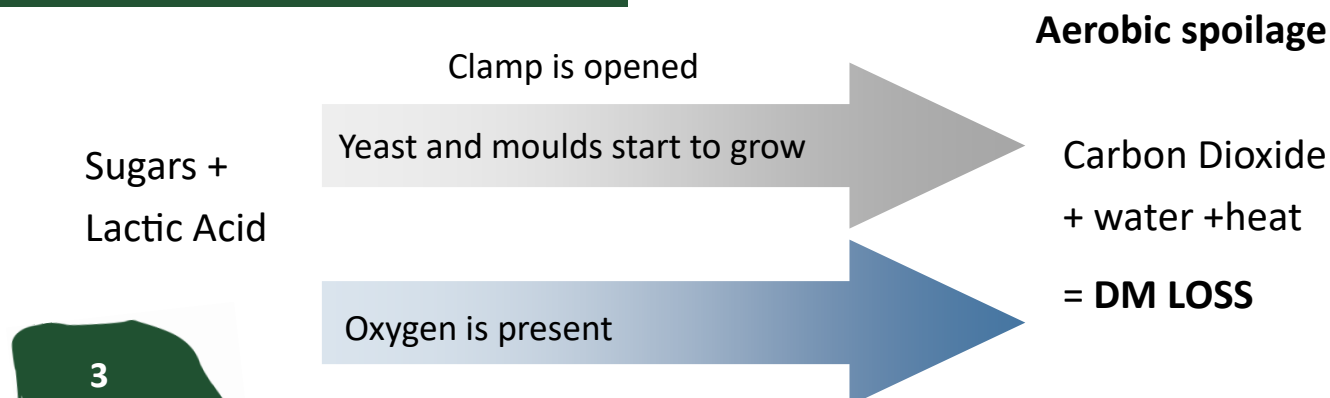 Aerobic spoilage
Clamp is opened
Yeast and moulds start to grow
Sugars +
Lactic Acid
Carbon Dioxide
+ water +heat
= DM LOSS
Oxygen is present
3